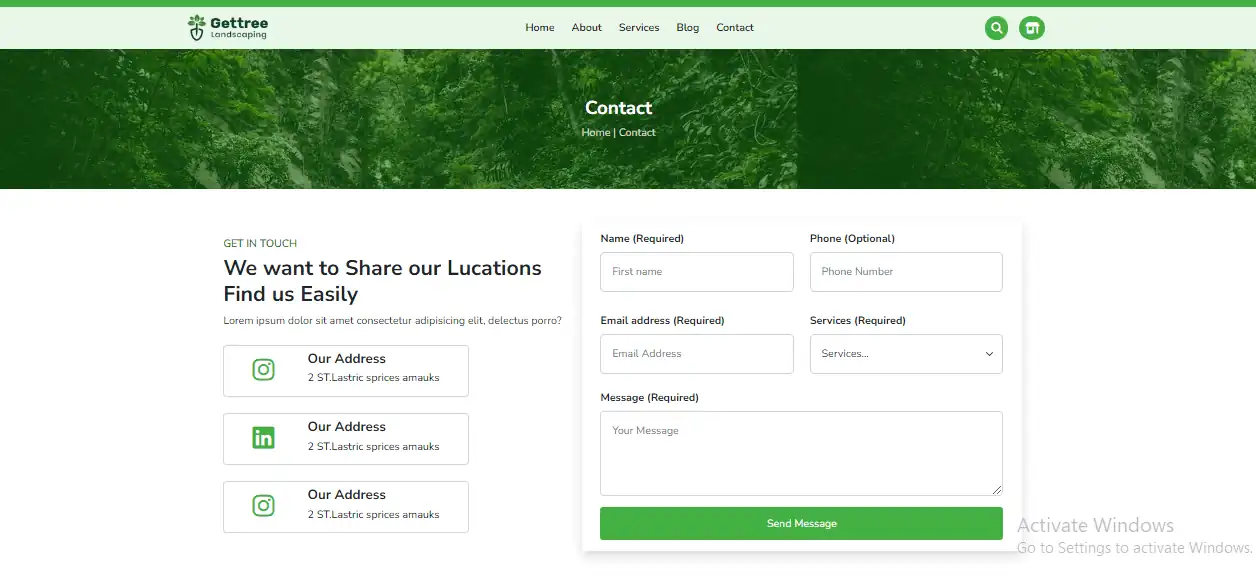 Gettree
Landscaping
Home About Services Blog Contact
Contact
Home | Contact
GET IN TOUCH
We want to Share our Lucations
Find us Easily
Lorem ipsum dolor sit amet consectetur adipisicing elit, delectus porro?
Our Address
2 ST.Lastric sprices amauks
Our Address
2 ST.Lastric sprices amauks
Our Address
2 ST.Lastric sprices amauks
Name (Required) Phone (Optional)
First name Phone Number
Email address (Required) Services (Required)
Email Address Services...
Message (Required)
Your Message
Send Message
Activate Windows
Go to Settings to activate Windows.